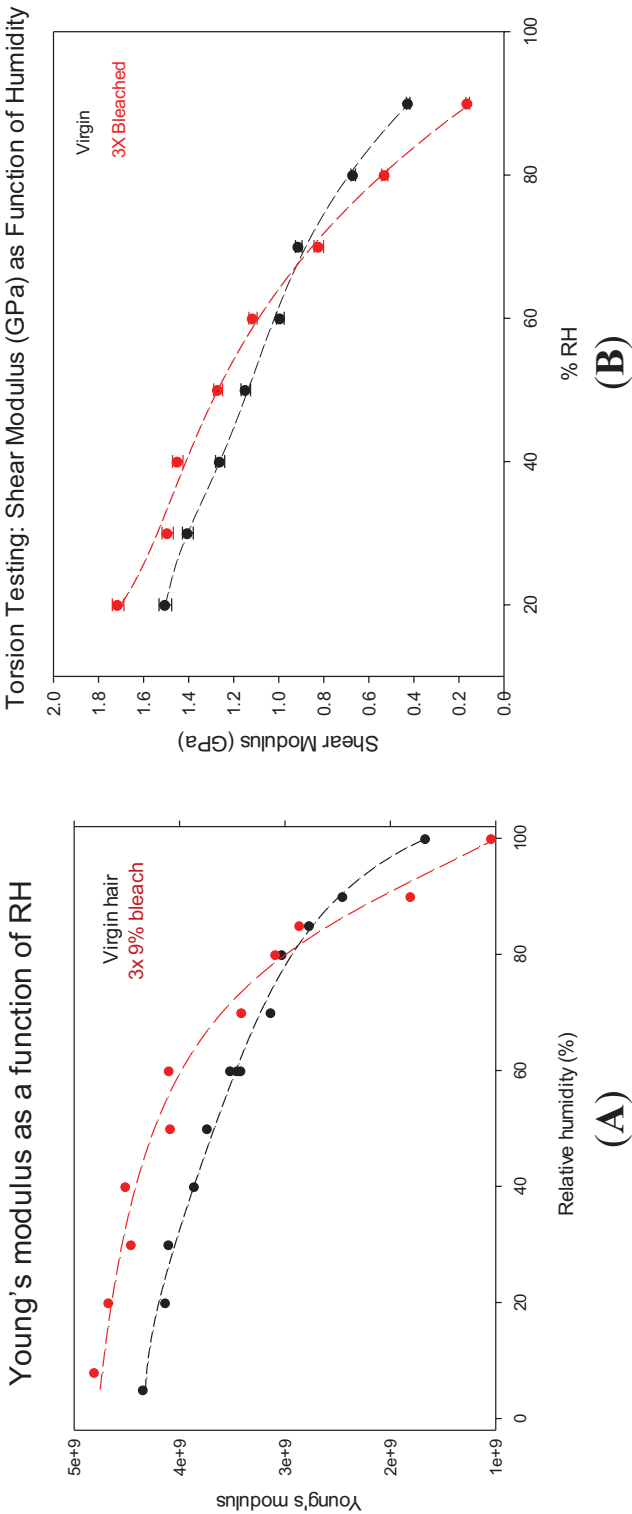 Young's modulus as a function of RH
Virgin hair
3x 9% bleach
5e+9
4e+9
3e+9
2e+9
1e+9
Young's modulus
0
20
40
60
80
100
Relative humidity (%)
(A)
Torsion Testing: Shear Modulus (GPa) as Function of Humidity
Virgin
3X Bleached
2.0
1.8
1.6
1.4
1.2
1.0
0.8
0.6
0.4
0.2
0.0
Shear Modulus (GPa)
20
40
60
80
100
% RH
(B)